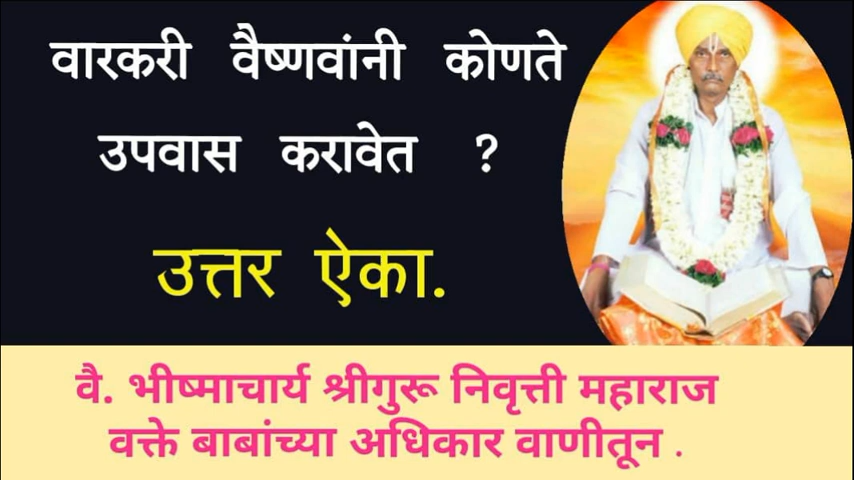 वारकरी वैष्णवांनी कोणते
उपवास करावेत ?
उत्तर ऐका.
वै. भीष्माचार्य श्रीगुरू निवृत्ती महाराज
वक्ते बाबांच्या अधिकार वाणीतून .